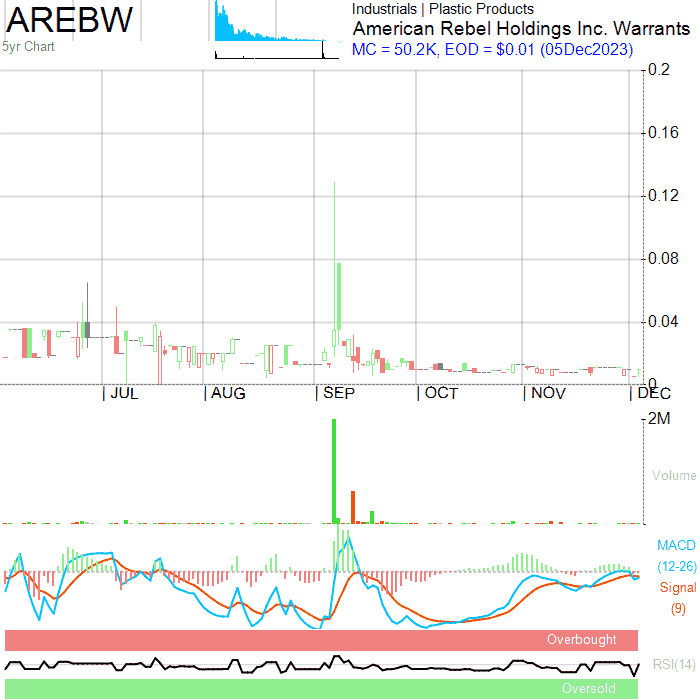 AREBW
5yr Chart
Industrials | Plastic Products
American Rebel Holdings Inc. Warrants
MC = 50.2K, EOD = $0.01 (05Dec2023)
0.2
0.16
0.12
0.08
0.04
0
| JUL | AUG | SEP | OCT | NOV | DEC
2M
Volume
MACD
(12-26)
Signal
(9)
Overbought
RSI(14)
Oversold